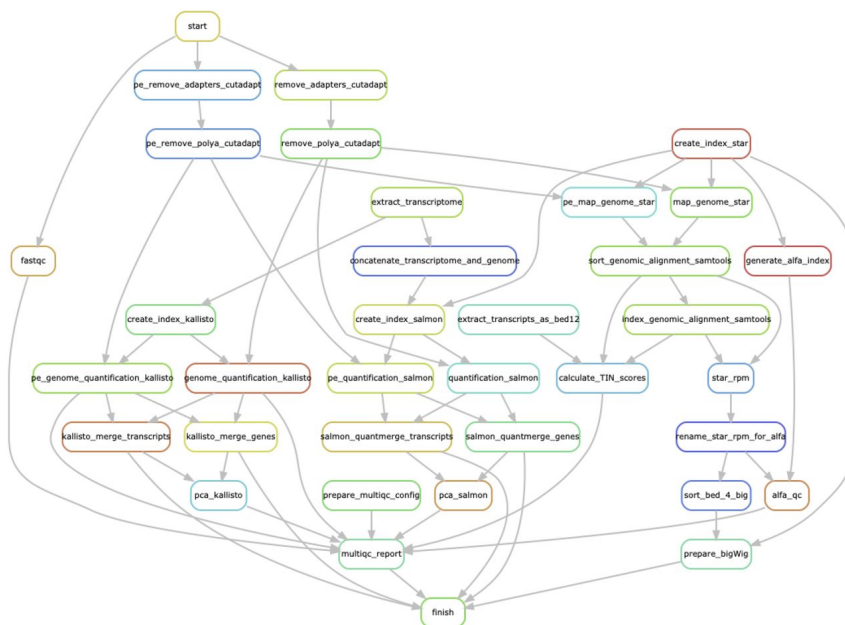 start
pe_remove_adapters_cutadapt
remove_adapters_cutadapt
pe_remove_polya_cutadapt
remove_polya_cutadapt
create_index_star
extract_transcriptome
pe_map_genome_star
map_genome_star
fastqc
concatenate_transcriptome_and_genome
sort_genomic_alignment_samtools
generate_alfa_index
create_index_kallisto
create_index_salmon
extract_transcripts_as_bed12
index_genomic_alignment_samtools
pe_genome_quantification_kallisto
genome_quantification_kallisto
pe_quantification_salmon
quantification_salmon
calculate_TIN_scores
star_rpm
kallisto_merge_transcripts
kallisto_merge_genes
salmon_quantmerge_transcripts
salmon_quantmerge_genes
rename_star_rpm_for_alfa
pca_kallisto
prepare_multiqc_config
pca_salmon
sort_bed_4_big
alfa_qc
multiqc_report
prepare_bigWig
finish